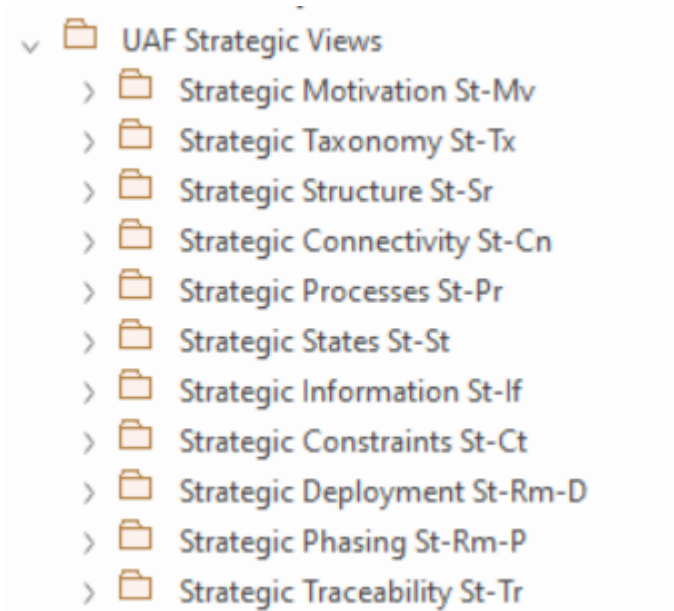 UAF Strategic Views
Strategic Motivation St-Mv
Strategic Taxonomy St-Tx
Strategic Structure St-Sr
Strategic Connectivity St-Cn
Strategic Processes St-Pr
Strategic States St-St
Strategic Information St-If
Strategic Constraints St-Ct
Strategic Deployment St-Rm-D
Strategic Phasing St-Rm-P
Strategic Traceability St-Tr